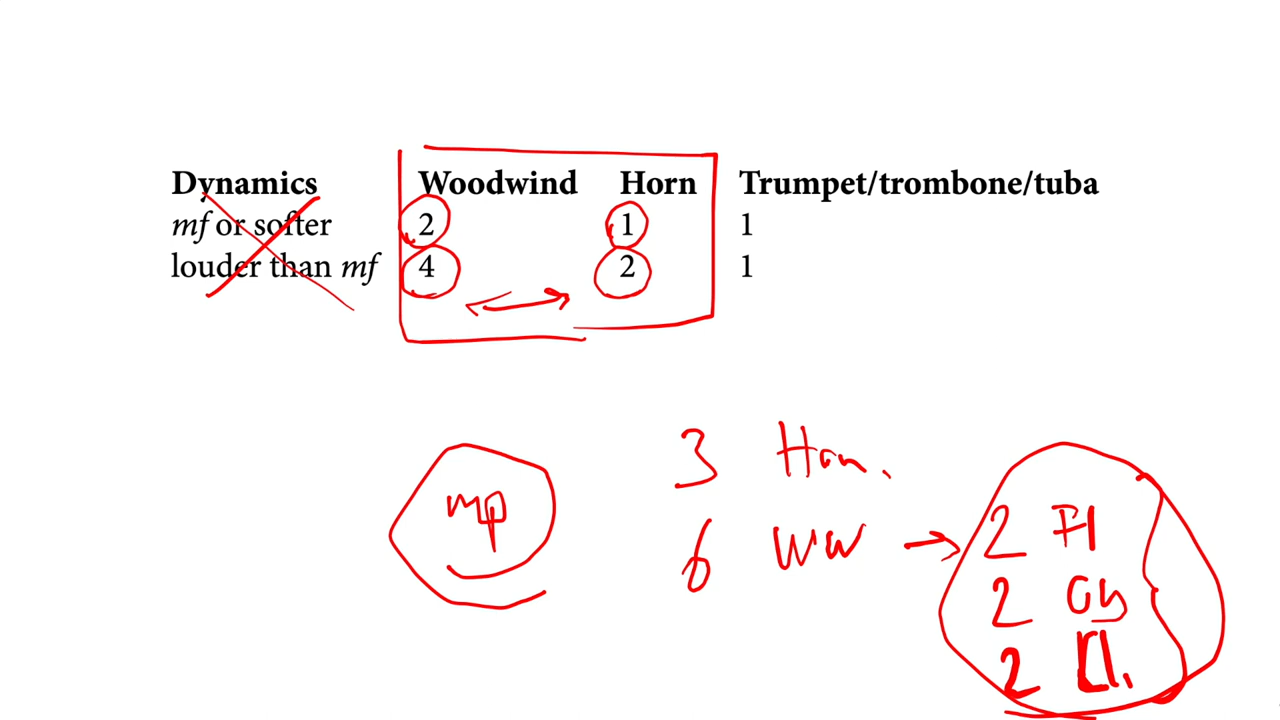 Dynamics Woodwind Horn Trumpet/trombone/tuba
mf or softer 2 1 1
louder than mf 4 2 1
mp
3 Hon.
6 WW → 2 Fl
2 Ob
2 Cl.